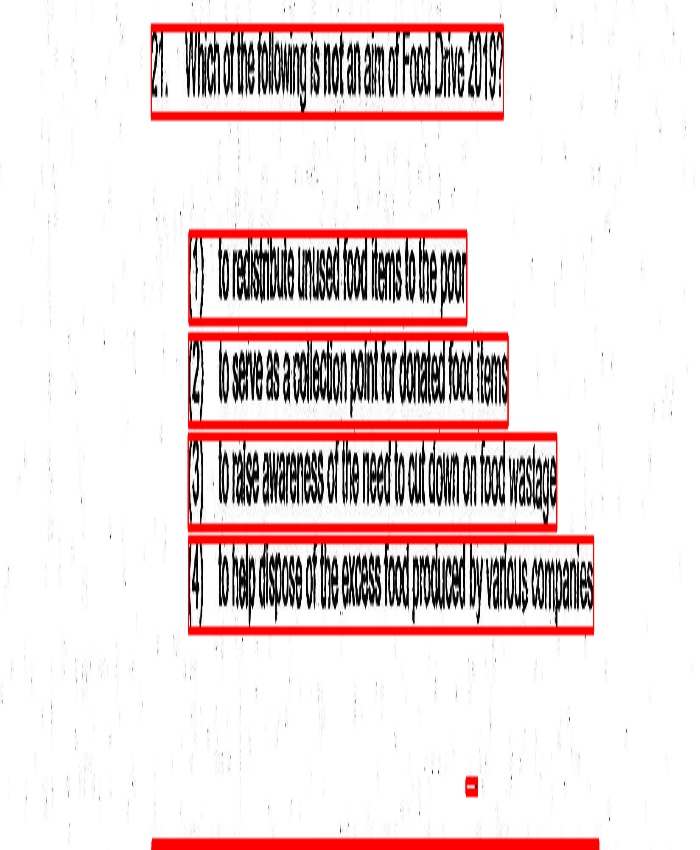 21. Which of the following is not an aim of Food Drive 2019?
(1) to redistribute unused food items to the poor
(2) to serve as a collection point for donated food items
(3) to raise awareness of the need to cut down on food wastage
(4) to help dispose of the excess food produced by various companies